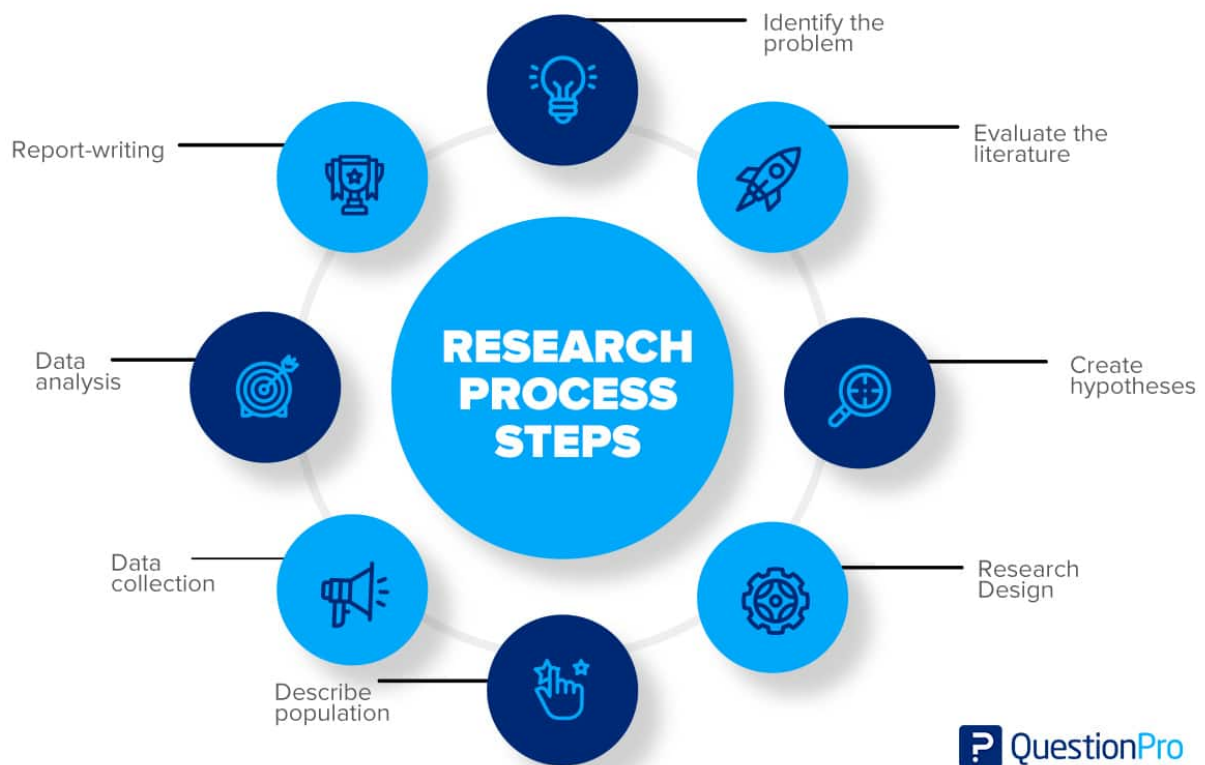 Identify the
problem
Evaluate the
literature
Create
hypotheses
Research
Design
Describe
population
Data
collection
Data
analysis
Report-writing
RESEARCH
PROCESS
STEPS
? QuestionPro